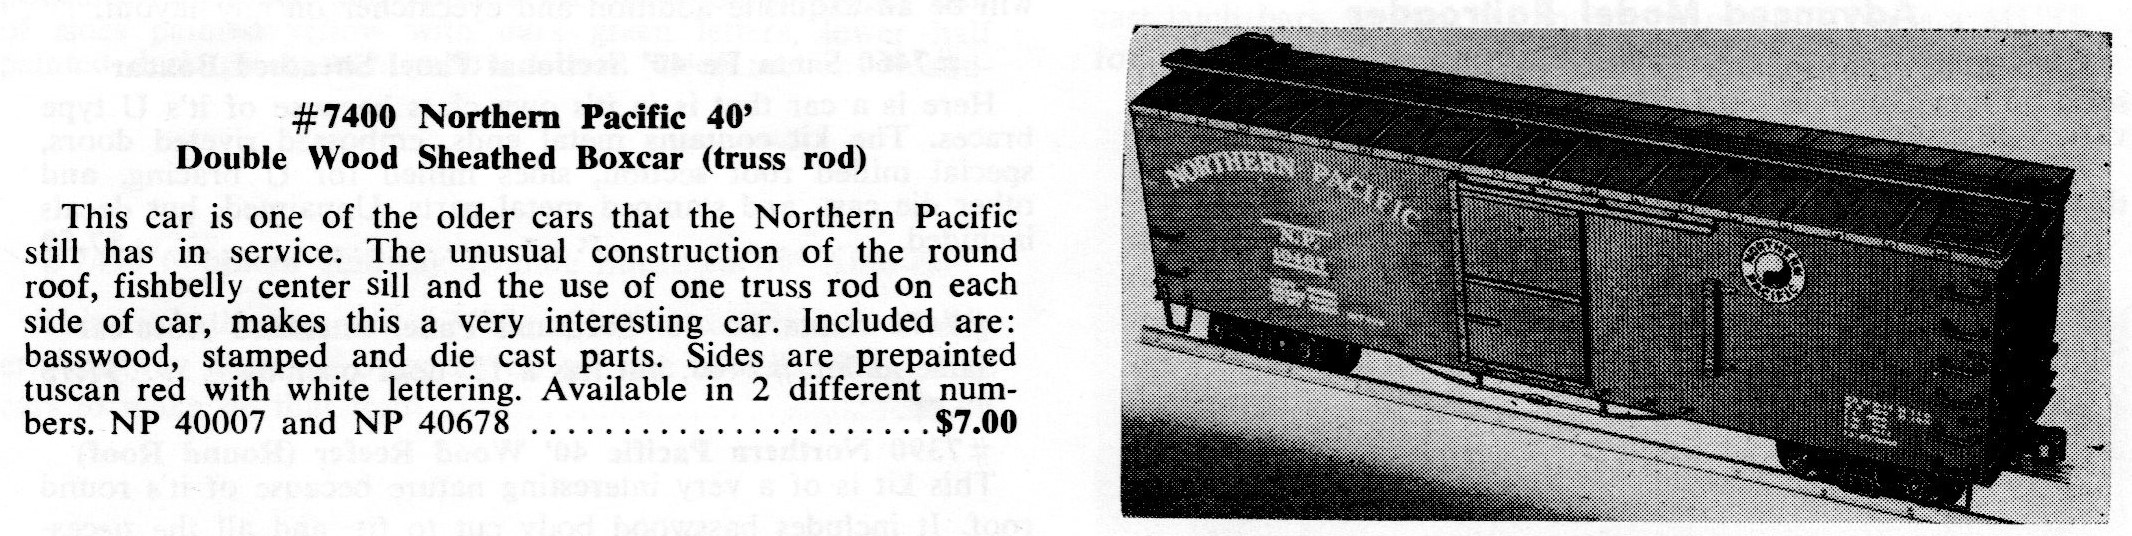 #7400 Northern Pacific 40'
Double Wood Sheathed Boxcar (truss rod)
This car is one of the older cars that the Northern Pacific
still has in service. The unusual construction of the round
roof, fishbelly center sill and the use of one truss rod on each
side of car, makes this a very interesting car. Included are:
basswood, stamped and die cast parts. Sides are prepainted
tuscan red with white lettering. Available in 2 different num-
bers. NP 40007 and NP 40678 ........................ $7.00
NORTHERN PACIFIC
N.P.
NORTHERN
PACIFIC